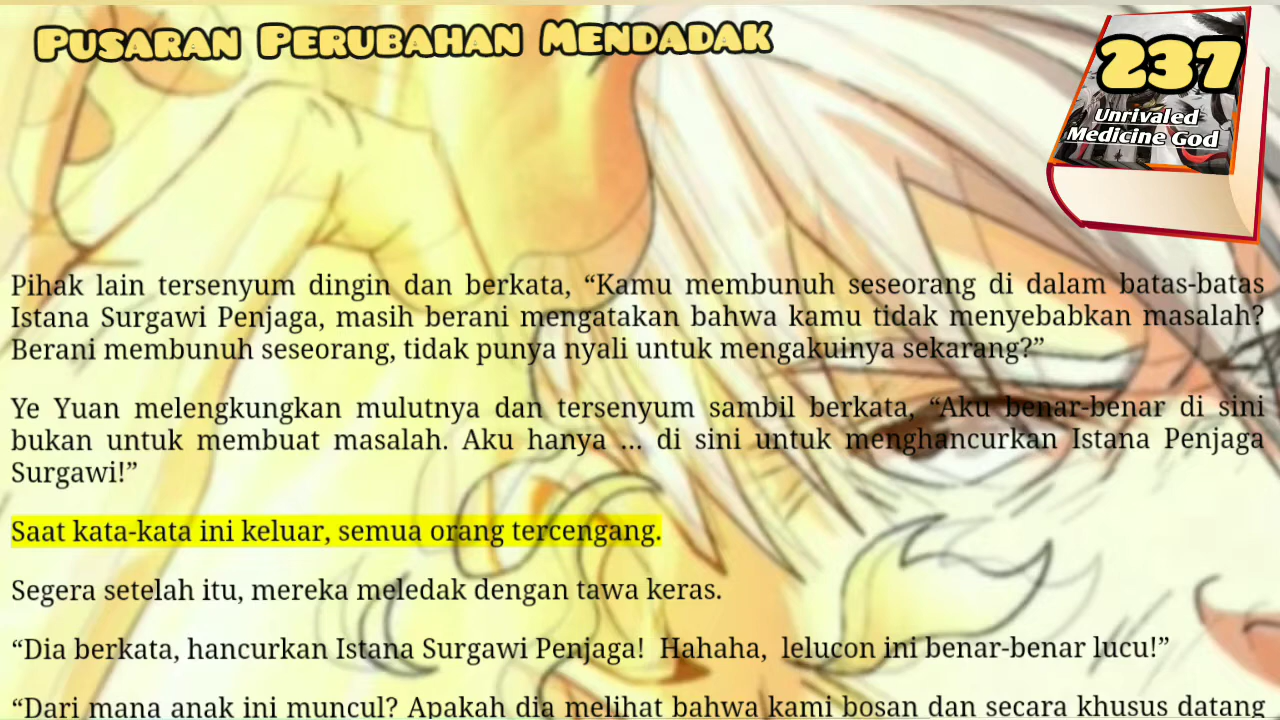 Pusaran Perubahan Mendadak
237
Unrivaled
Medicine God
Pihak lain tersenyum dingin dan berkata, “Kamu membunuh seseorang di dalam batas-batas
Istana Surgawi Penjaga, masih berani mengatakan bahwa kamu tidak menyebabkan masalah?
Berani membunuh seseorang, tidak punya nyali untuk mengakuinya sekarang?”
Ye Yuan melengkungkan mulutnya dan tersenyum sambil berkata, “Aku benar-benar di sini
bukan untuk membuat masalah. Aku hanya ... di sini untuk menghancurkan Istana Penjaga
Surgawi!”
Saat kata-kata ini keluar, semua orang tercengang.
Segera setelah itu, mereka meledak dengan tawa keras.
“Dia berkata, hancurkan Istana Surgawi Penjaga!  Hahaha,  lelucon ini benar-benar lucu!”
“Dari mana anak ini muncul? Apakah dia melihat bahwa kami bosan dan secara khusus datang